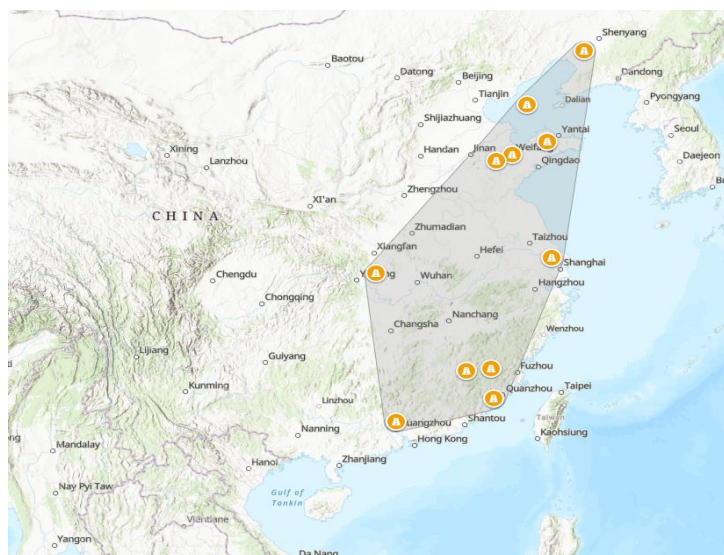 Shenyang
Baotou
Datong
Beijing
Dandong
Tianjin
Dalian
Pyongyang
Shijiazhuang
Yantai
Seoul
Xining
Handan
Jinan
Weifa
Lanzhou
Qingdao
Daejeon
Zhengzhou
XI'an
CHINA
Zhumadian
Xiangfan
Taizhou
Hefei
Shanghai
Chengdu
Wuhan
Hangzhou
Chongqing
Nanchang
Changsha
Wenzhou
Lijiang
Guiyang
Fuzhou
Kunming
Quanzhou
Taipei
Linzhou
Taiwan
uangzhou
Shantou
Nanning
Hong Kong
Kaohsiung
Mandalay
Hanoi
Zhanjiang
Nay Pyi Taw
Gulf of
Tonkin
Vientiane
Yangon
Da Nang